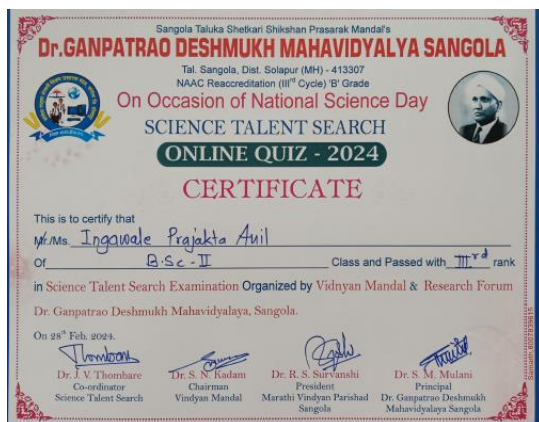 Sangola Taluka Shetkari Shikshan Prasarak Mandal's
Dr.GANPATRAO DESHMUKH MAHAVIDYALYA SANGOLA
Tal. Sangola, Dist. Solapur (MH) - 413307
NAAC Reaccreditation (IIIrd Cycle) 'B' Grade
On Occasion of National Science Day
SCIENCE TALENT SEARCH
ONLINE QUIZ - 2024
CERTIFICATE
This is to certify that
Mr./Ms. Ingawale Prajakta Anil
Of B.Sc-II Class and Passed with IIIrd rank
in Science Talent Search Examination Organized by Vidnyan Mandal & Research Forum
Dr. Ganpatrao Deshmukh Mahavidyalaya, Sangola.
On 28th Feb. 2024.
Thombare
Dr. J. V. Thombare Dr. S. N. Kadam Dr. R. S. Survanshi Dr. S. M. Mulani
Co-ordinator Chairman President Principal
Science Talent Search Vindyan Mandal Marathi Vindyan Parishad Dr. Ganpatrao Deshmukh
Sangola Mahavidyalaya Sangola